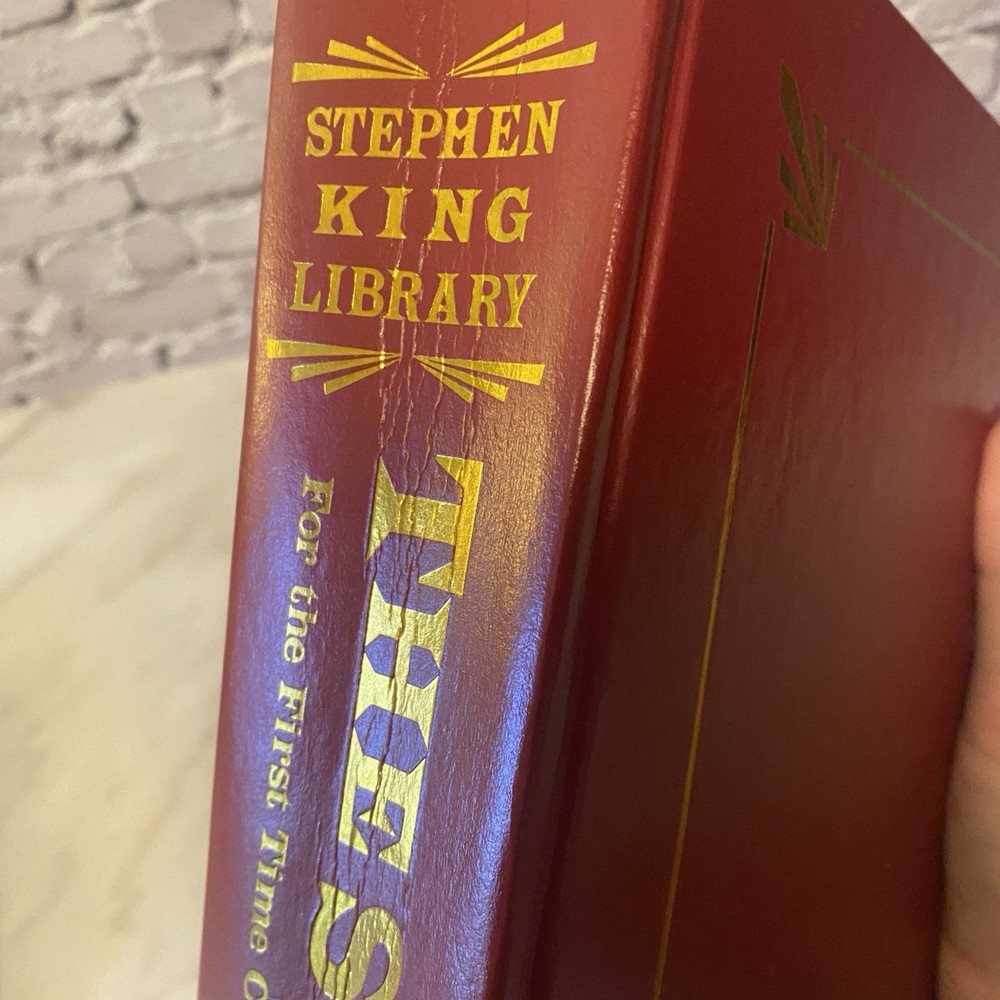 STEPHEN
KING
LIBRARY
THE S
For the First Time